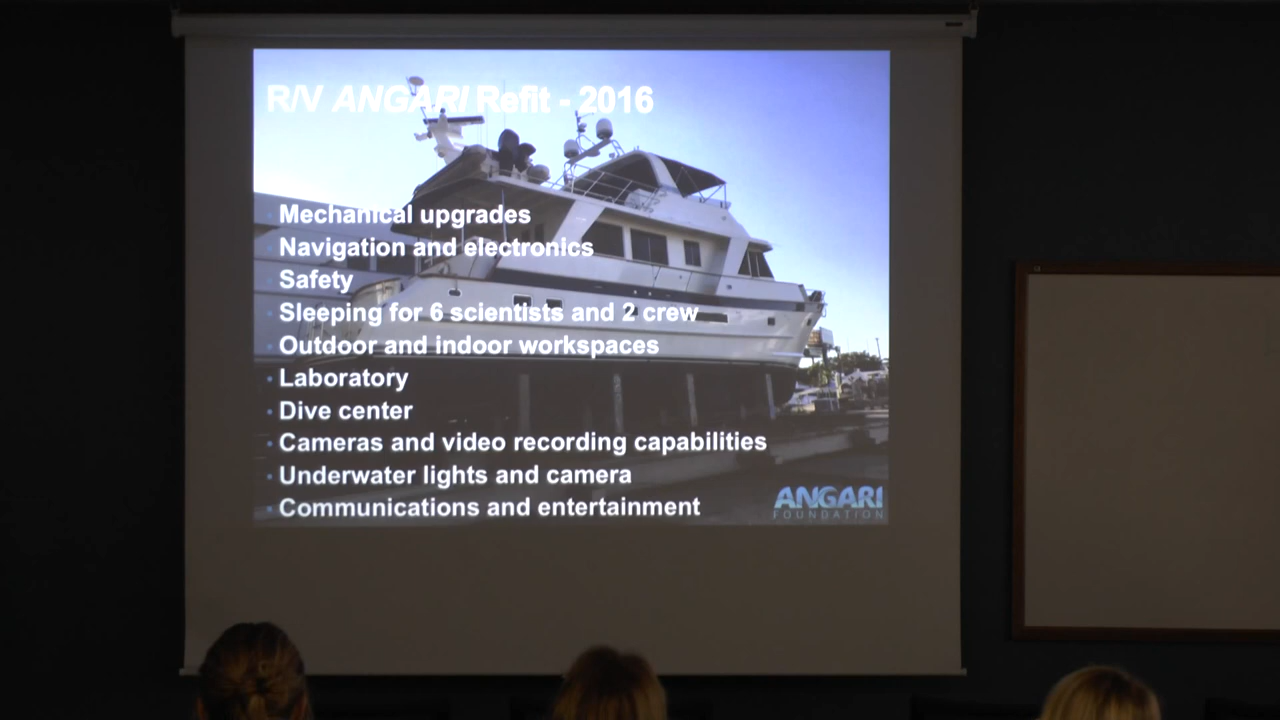 R/V ANGARI Refit - 2016
Mechanical upgrades
Navigation and electronics
Safety
Sleeping for 6 scientists and 2 crew
Outdoor and indoor workspaces
Laboratory
Dive center
Cameras and video recording capabilities
Underwater lights and camera
Communications and entertainment
ANGARI
FOUNDATION